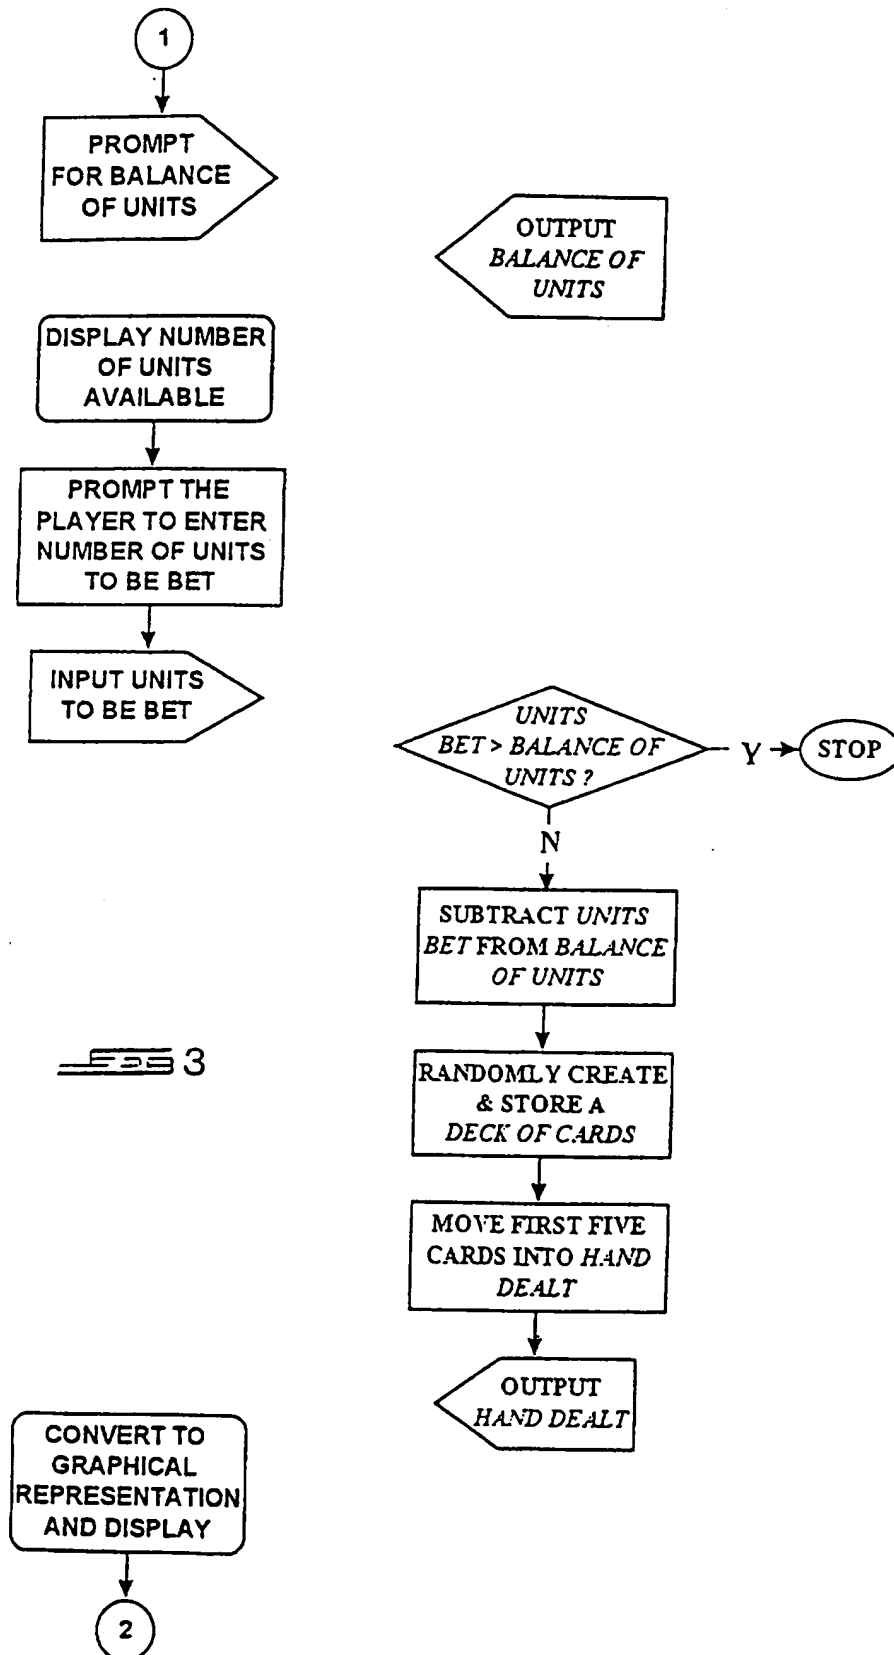 1
PROMPT
FOR BALANCE
OF UNITS
OUTPUT
BALANCE OF
UNITS
DISPLAY NUMBER
OF UNITS
AVAILABLE
PROMPT THE
PLAYER TO ENTER
NUMBER OF UNITS
TO BE BET
INPUT UNITS
TO BE BET
UNITS
BET > BALANCE OF
UNITS ?
Y
STOP
N
SUBTRACT UNITS
BET FROM BALANCE
OF UNITS
3
RANDOMLY CREATE
& STORE A
DECK OF CARDS
MOVE FIRST FIVE
CARDS INTO HAND
DEALT
OUTPUT
HAND DEALT
CONVERT TO
GRAPHICAL
REPRESENTATION
AND DISPLAY
2